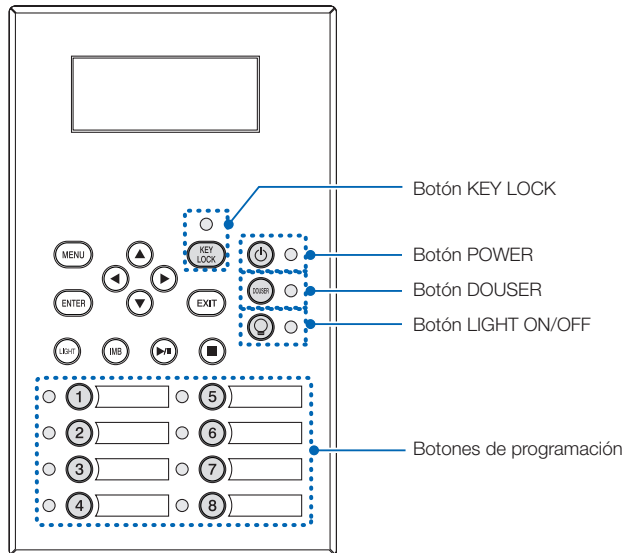 Botón KEY LOCK
KEY
LOCK
MENU
Botón POWER
DOUSER
Botón DOUSER
ENTER
EXIT
Botón LIGHT ON/OFF
LIGHT
IMB
1
5
2
6
Botones de programación
3
7
4
8